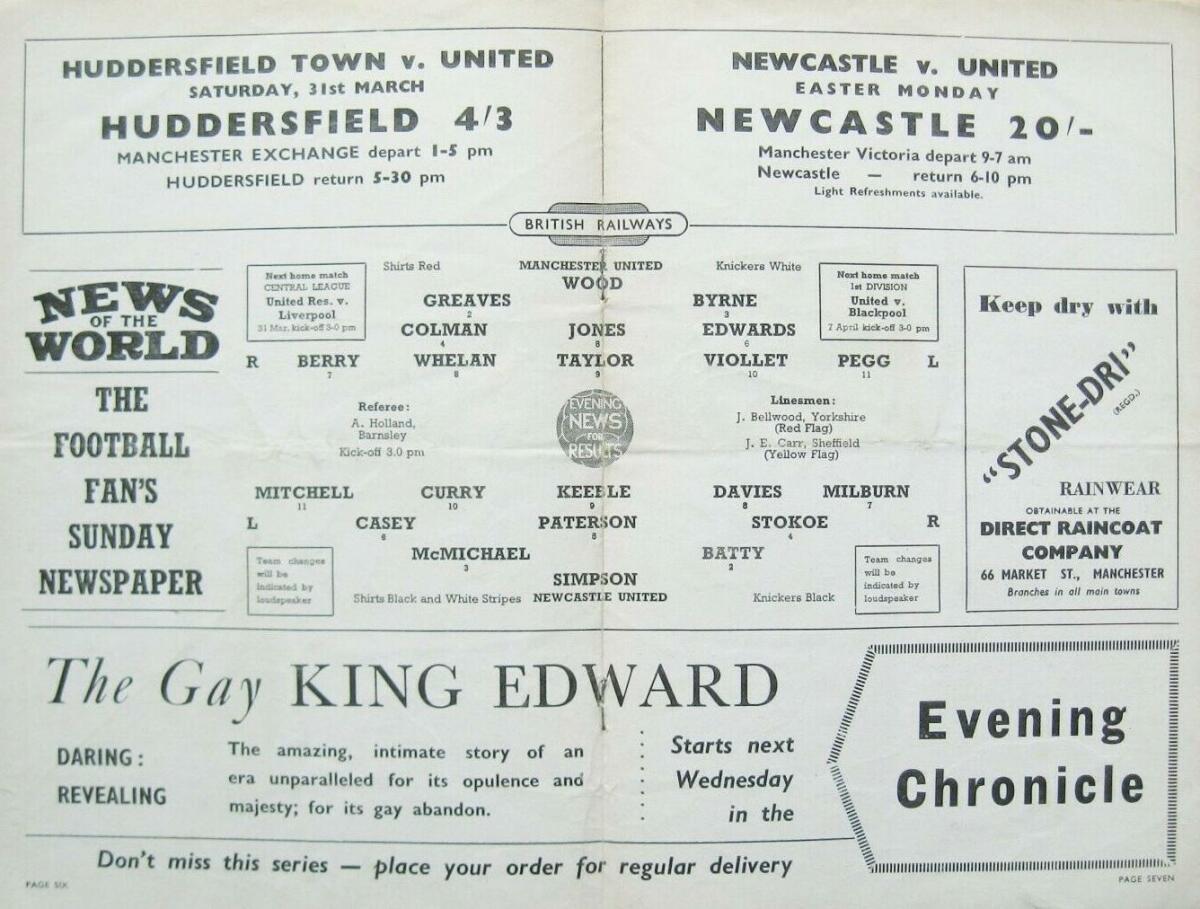 HUDDERSFIELD TOWN v. UNITED
SATURDAY, 31st MARCH
HUDDERSFIELD 4/3
MANCHESTER EXCHANGE depart 1-5 pm
HUDDERSFIELD return 5-30 pm
NEWCASTLE v. UNITED
EASTER MONDAY
NEWCASTLE 20/-
Manchester Victoria depart 9-7 am
Newcastle — return 6-10 pm
Light Refreshments available.
BRITISH RAILWAYS
NEWS
OF THE
WORLD
THE
FOOTBALL
FAN'S
SUNDAY
NEWSPAPER
Next home match
CENTRAL LEAGUE
United Res. v.
Liverpool
31 Mar. kick-off 3-0 pm
Shirts Red MANCHESTER UNITED Knickers White
WOOD
Next home match
1st DIVISION
United v.
Blackpool
7 April kick-off 3-0 pm
GREAVES BYRNE
2 3
COLMAN JONES EDWARDS
4 5 6
R BERRY WHELAN TAYLOR VIOLLET PEGG L
7 8 9 10 11
Referee:
A. Holland,
Barnsley
Kick-off 3.0 pm
EVENING
NEWS
FOR
RESULTS
Linesmen:
J. Bellwood, Yorkshire
(Red Flag)
J. E. Carr, Sheffield
(Yellow Flag)
MITCHELL CURRY KEEBLE DAVIES MILBURN
11 10 9 8 7
L CASEY PATERSON STOKOE R
6 5 4
McMICHAEL BATTY
3 2
SIMPSON
Shirts Black and White Stripes NEWCASTLE UNITED Knickers Black
Team changes
will be
indicated by
loudspeaker
Team changes
will be
indicated by
loudspeaker
Keep dry with
"STONE-DRI"
(REGD.)
RAINWEAR
OBTAINABLE AT THE
DIRECT RAINCOAT
COMPANY
66 MARKET ST., MANCHESTER
Branches in all main towns
The Gay KING EDWARD
DARING:
REVEALING
The amazing, intimate story of an
era unparalleled for its opulence and
majesty; for its gay abandon.
Starts next
Wednesday
in the
Evening
Chronicle
Don't miss this series — place your order for regular delivery
PAGE SIX
PAGE SEVEN